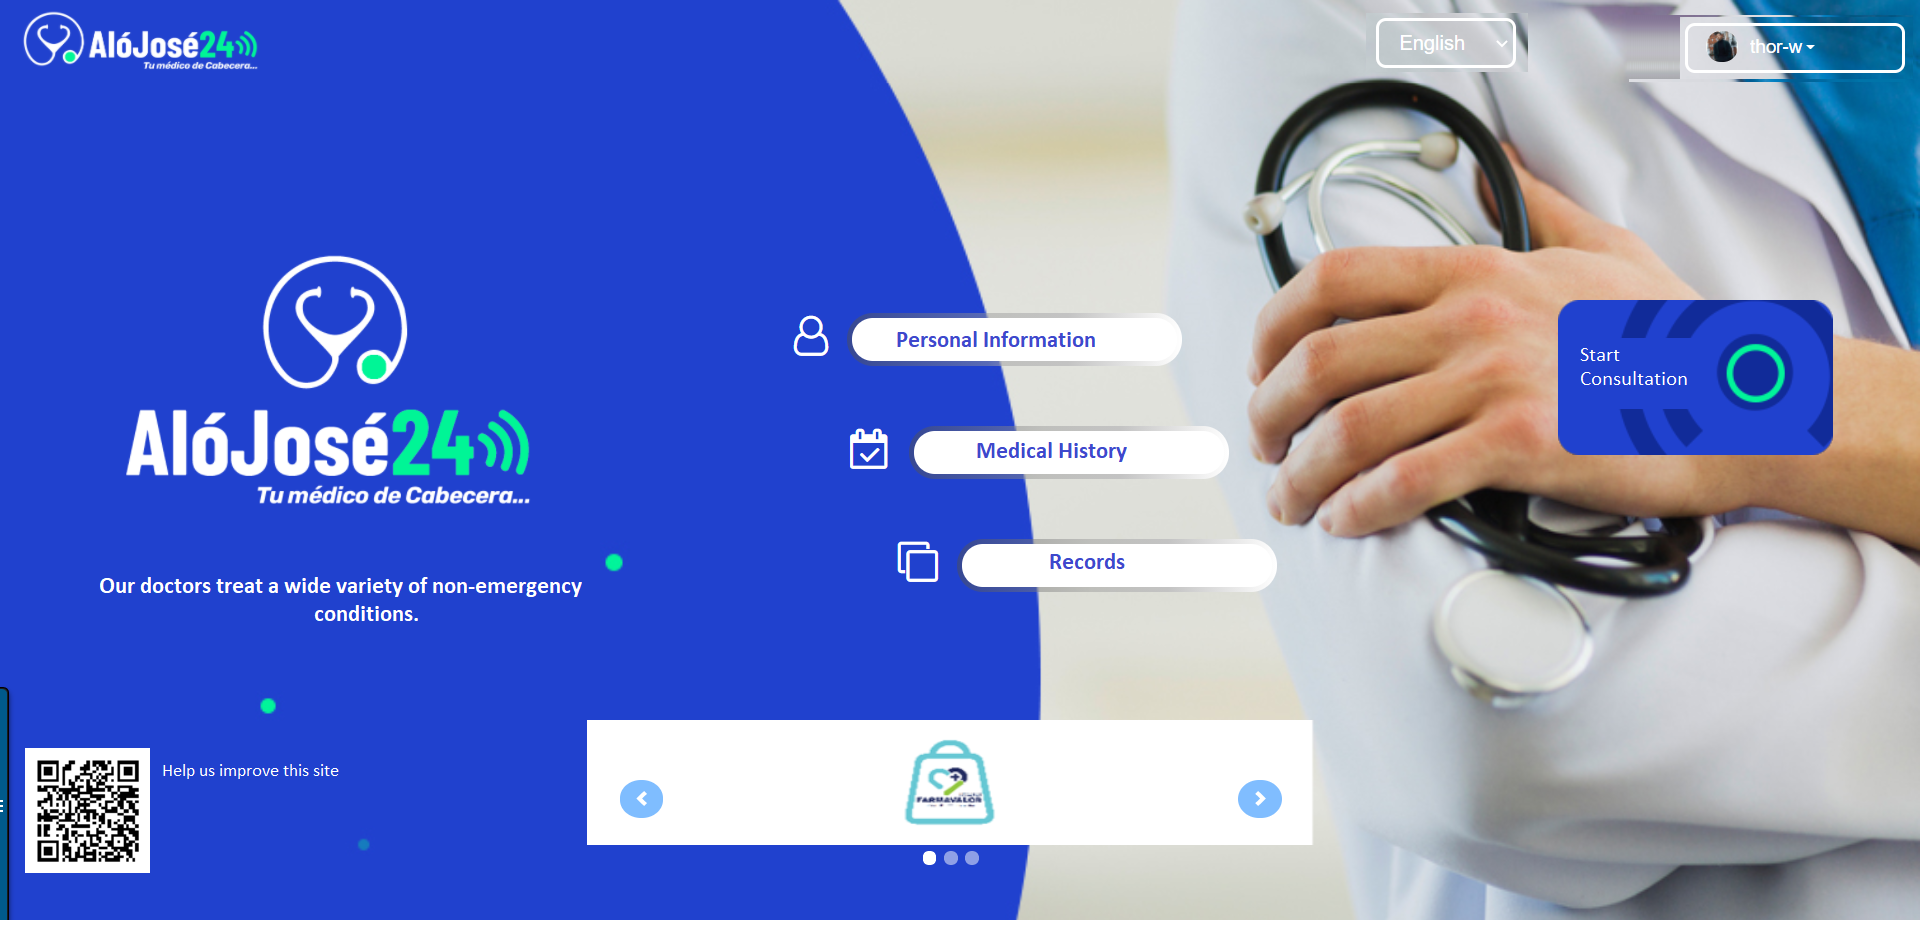 AlóJosé24
Tu médico de Cabecera...
English
thor-w
AlóJosé24
Tu médico de Cabecera...
Our doctors treat a wide variety of non-emergency
conditions.
Personal Information
Medical History
Records
Start
Consultation
Help us improve this site
FARMAVALOR